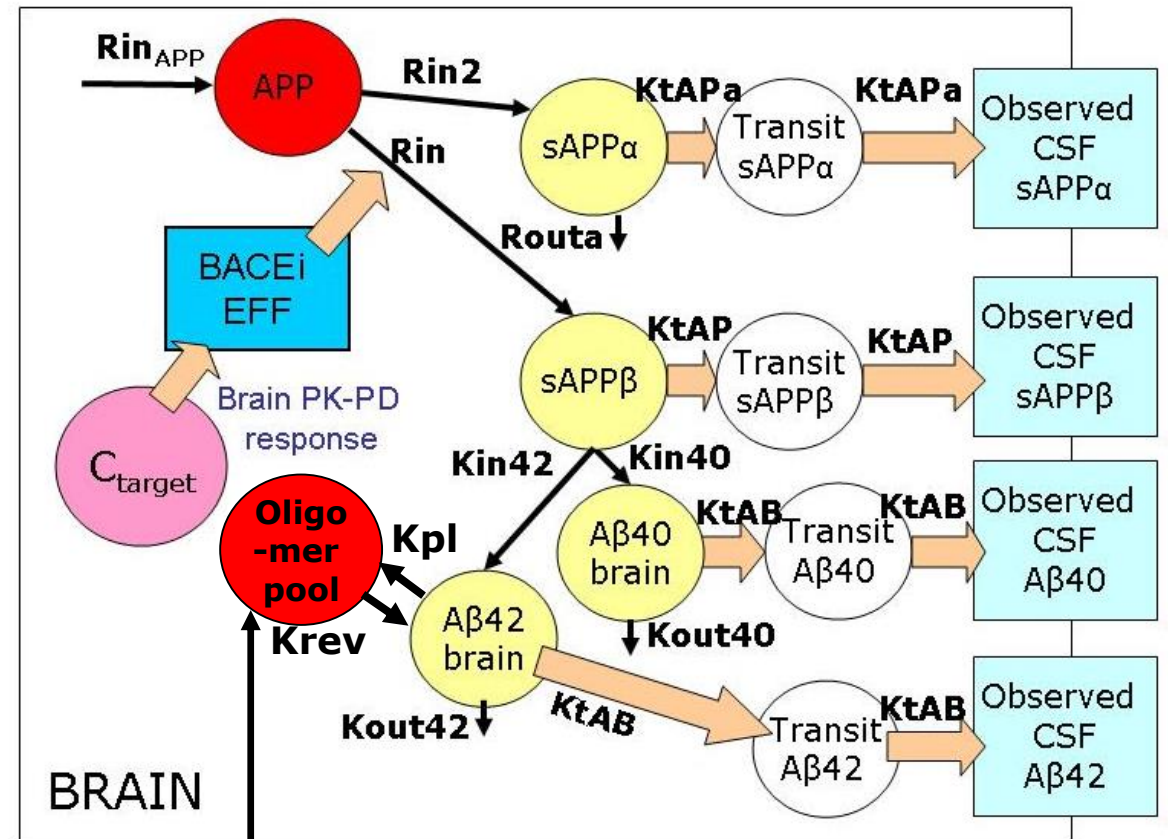 Rin_APP
APP
Rin2
Rin
sAPPα
KtAPa
Transit
sAPPα
KtAPa
Observed
CSF
sAPPα
Routa
BACEi
EFF
Brain PK-PD
response
C_target
sAPPβ
KtAP
Transit
sAPPβ
KtAP
Observed
CSF
sAPPβ
Kin42
Kin40
Oligo
-mer
pool
Kpl
Krev
Aβ40
brain
KtAB
Transit
Aβ40
KtAB
Observed
CSF
Aβ40
Kout40
Aβ42
brain
Kout42
KtAB
Transit
Aβ42
KtAB
Observed
CSF
Aβ42
BRAIN